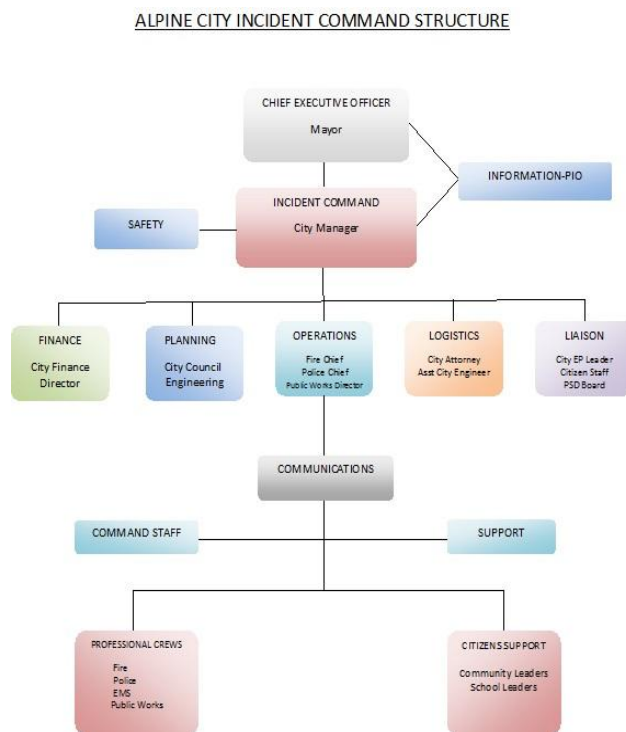 ALPINE CITY INCIDENT COMMAND STRUCTURE
CHIEF EXECUTIVE OFFICER
Mayor
INFORMATION-PIO
INCIDENT COMMAND
City Manager
SAFETY
FINANCE
City Finance
Director
PLANNING
City Council
Engineering
OPERATIONS
Fire Chief
Police Chief
Public Works Director
LOGISTICS
City Attorney
Asst City Engineer
LIAISON
City EP Leader
Citizen Staff
PSD Board
COMMUNICATIONS
COMMAND STAFF
SUPPORT
PROFESSIONAL CREWS
Fire
Police
EMS
Public Works
CITIZENS SUPPORT
Community Leaders
School Leaders